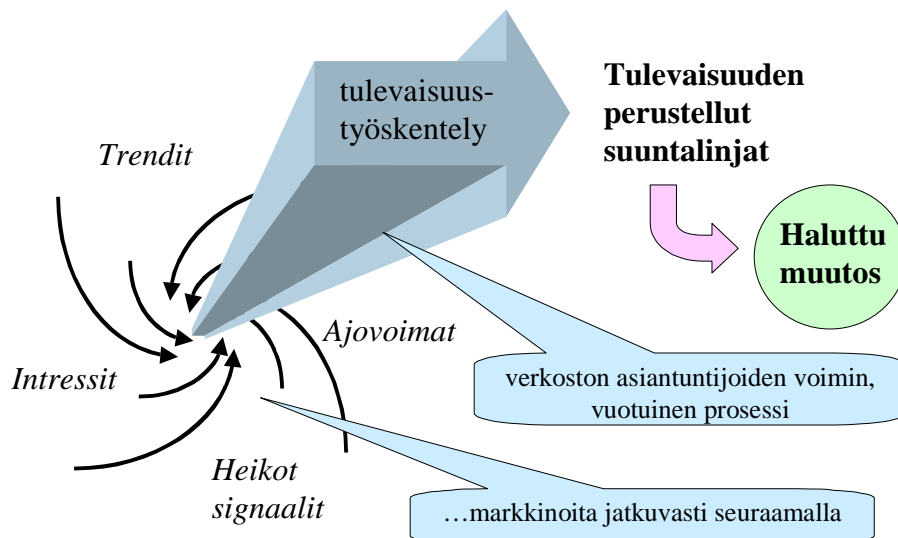 tulevaisuus-
työskentely
Tulevaisuuden
perustellut
suuntalinjat
Trendit
Haluttu
muutos
Ajovoimat
Intressit
verkoston asiantuntijoiden voimin,
vuotuinen prosessi
Heikot
signaalit
…markkinoita jatkuvasti seuraamalla